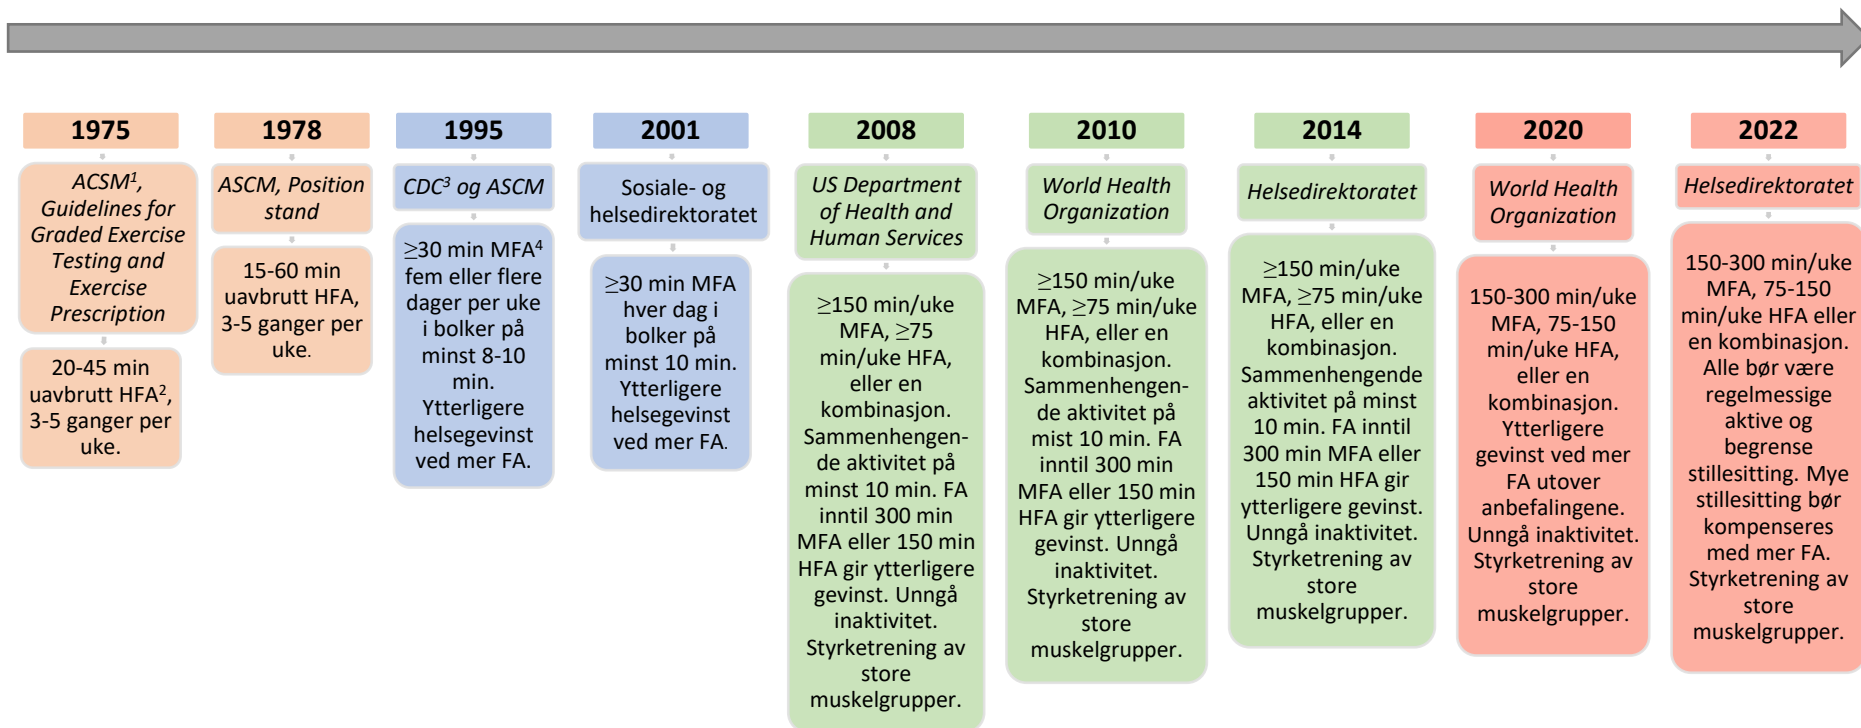 1975
ACSM¹,
Guidelines for
Graded Exercise
Testing and
Exercise
Prescription
20-45 min
uavbrutt HFA²,
3-5 ganger per
uke.
1978
ASCM, Position
stand
15-60 min
uavbrutt HFA,
3-5 ganger per
uke.
1995
CDC³ og ASCM
≥30 min MFA⁴
fem eller flere
dager per uke
i bolker på
minst 8-10
min.
Ytterligere
helsegevinst
ved mer FA.
2001
Sosiale- og
helsedirektoratet
≥30 min MFA
hver dag i
bolker på
minst 10 min.
Ytterligere
helsegevinst
ved mer FA.
2008
US Department
of Health and
Human Services
≥150 min/uke
MFA, ≥75
min/uke HFA,
eller en
kombinasjon.
Sammenhengen-
de aktivitet på
minst 10 min. FA
inntil 300 min
MFA eller 150 min
HFA gir ytterligere
gevinst. Unngå
inaktivitet.
Styrketrening av
store
muskelgrupper.
2010
World Health
Organization
≥150 min/uke
MFA, ≥75 min/uke
HFA, eller en
kombinasjon.
Sammenhengen-
de aktivitet på
mist 10 min. FA
inntil 300 min
MFA eller 150 min
HFA gir ytterligere
gevinst. Unngå
inaktivitet.
Styrketrening av
store
muskelgrupper.
2014
Helsedirektoratet
≥150 min/uke
MFA, ≥75 min/uke
HFA, eller en
kombinasjon.
Sammenhengende
aktivitet på minst
10 min. FA inntil
300 min MFA eller
150 min HFA gir
ytterligere gevinst.
Unngå inaktivitet.
Styrketrening av
store
muskelgrupper.
2020
World Health
Organization
150-300 min/uke
MFA, 75-150
min/uke HFA,
eller en
kombinasjon.
Ytterligere
gevinst ved mer
FA utover
anbefalingene.
Unngå inaktivitet.
Styrketrening av
store
muskelgrupper.
2022
Helsedirektoratet
150-300 min/uke
MFA, 75-150
min/uke HFA eller
en kombinasjon.
Alle bør være
regelmessige
aktive og
begrense
stillesitting. Mye
stillesitting bør
kompenseres
med mer FA.
Styrketrening av
store
muskelgrupper.